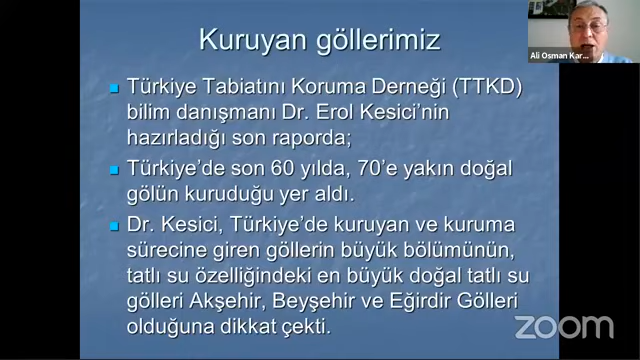 Kuruyan göllerimiz
Türkiye Tabiatını Koruma Derneği (TTKD)
bilim danışmanı Dr. Erol Kesici'nin
hazırladığı son raporda;
Türkiye'de son 60 yılda, 70'e yakın doğal
gölün kuruduğu yer aldı.
Dr. Kesici, Türkiye'de kuruyan ve kuruma
sürecine giren göllerin büyük bölümünün,
tatlı su özelliğindeki en büyük doğal tatlı su
gölleri Akşehir, Beyşehir ve Eğirdir Gölleri
olduğuna dikkat çekti.
Ali Osman Kar...
zoom